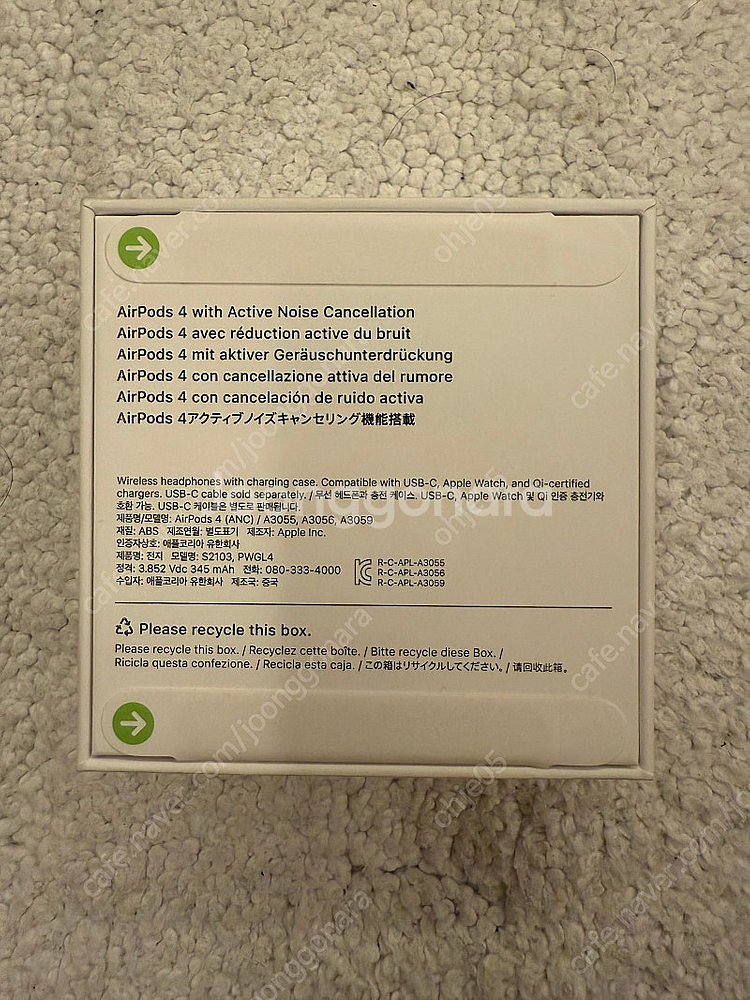 AirPods 4 with Active Noise Cancellation
AirPods 4 avec réduction active du bruit
AirPods 4 mit aktiver Geräuschunterdrückung
AirPods 4 con cancellazione attiva del rumore
AirPods 4 con cancelación de ruido activa
AirPods 4アクティブノイズキャンセリング機能搭載
Wireless headphones with charging case. Compatible with USB-C, Apple Watch, and Qi-certified
chargers. USB-C cable sold separately. / 무선 헤드폰과 충전 케이스. USB-C, Apple Watch 및 Qi 인증 충전기와
호환 가능. USB-C 케이블은 별도로 판매됩니다.
제품명/모델명: AirPods 4 (ANC) / A3055, A3056, A3059
재질: ABS 제조연월: 별도표기 제조자: Apple Inc.
인증자상호: 애플코리아 유한회사
제품명: 전지 모델명: S2103, PWGL4
정격: 3.852 Vdc 345 mAh 전화: 080-333-4000
수입자: 애플코리아 유한회사 제조국: 중국
R-C-APL-A3055
R-C-APL-A3056
R-C-APL-A3059
Please recycle this box.
Please recycle this box. / Recyclez cette boîte. / Bitte recycle diese Box. /
Ricicla questa confezione. / Recicla esta caja. / この箱はリサイクルしてください。/ 请回收此箱。
joonggonara
cafe.naver.com/joonggonara
ohje05